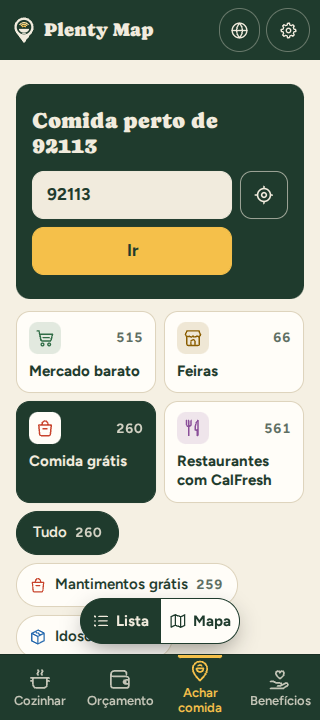 Plenty Map
Comida perto de
92113
92113
Ir
515
Mercado barato
66
Feiras
260
Comida grátis
561
Restaurantes
com CalFresh
Tudo 260
Mantimentos grátis 259
Lista
Mapa
Cozinhar
Orçamento
Achar
comida
Benefícios